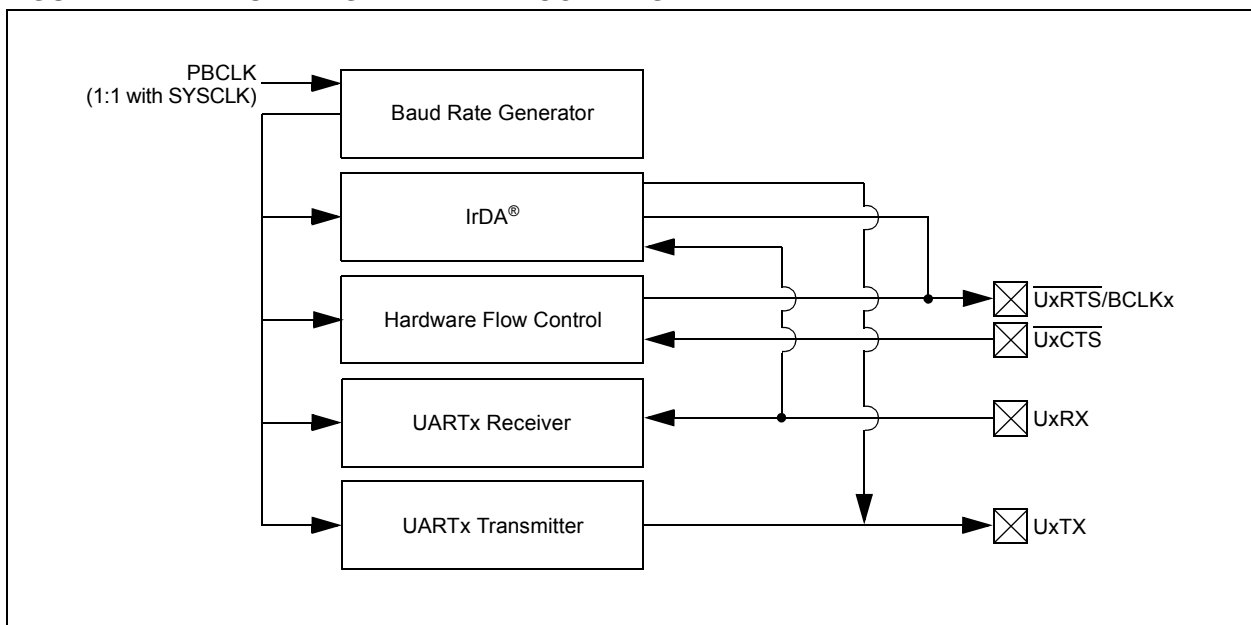 PBCLK
(1:1 with SYSCLK)
Baud Rate Generator
IrDA®
Hardware Flow Control
UxRTS/BCLKx
UxCTS
UARTx Receiver
UxRX
UARTx Transmitter
UxTX